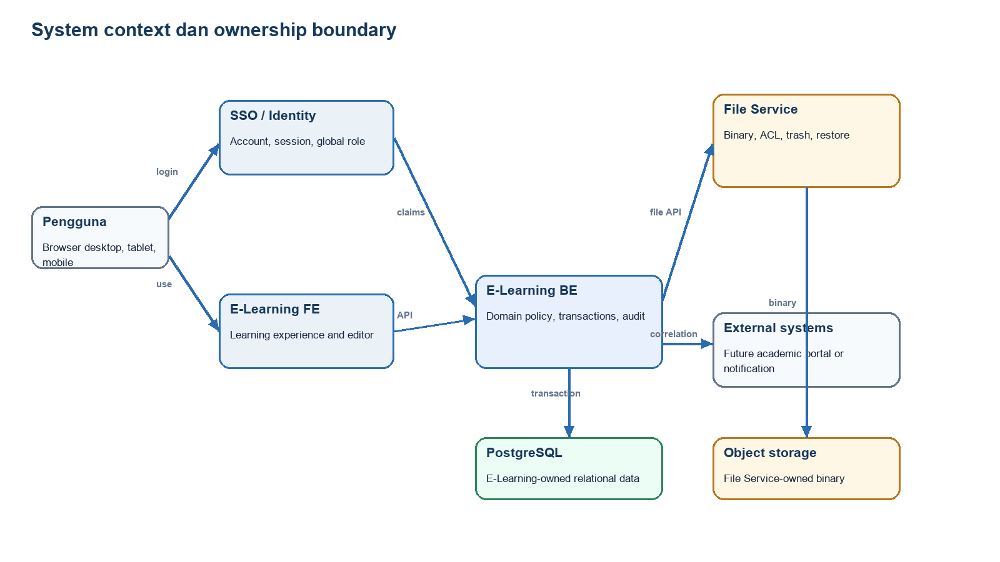 System context dan ownership boundary
SSO / Identity
Account, session, global role
File Service
Binary, ACL, trash, restore
login
Pengguna
Browser desktop, tablet,
mobile
claims
file API
use
E-Learning FE
Learning experience and editor
API
E-Learning BE
Domain policy, transactions, audit
correlation
binary
External systems
Future academic portal or
notification
transaction
PostgreSQL
E-Learning-owned relational data
Object storage
File Service-owned binary